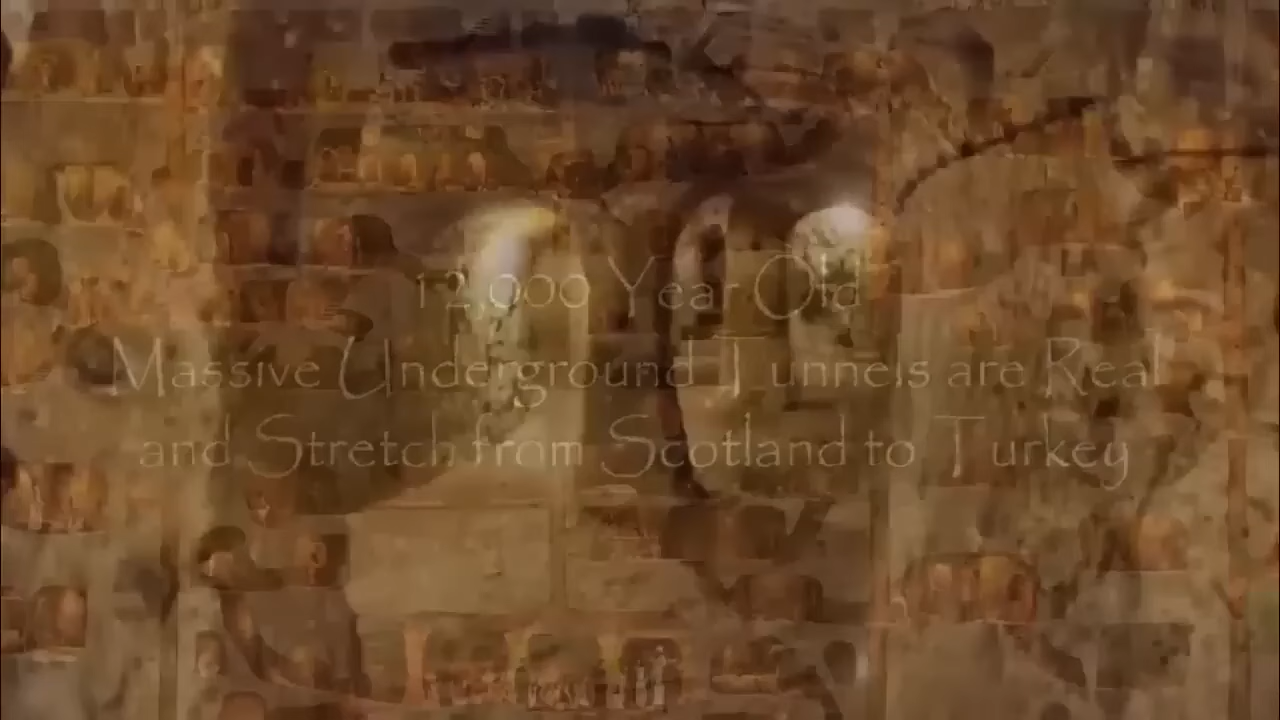 12,000 Year Old
Massive Underground Tunnels are Real
and Stretch from Scotland to Turkey